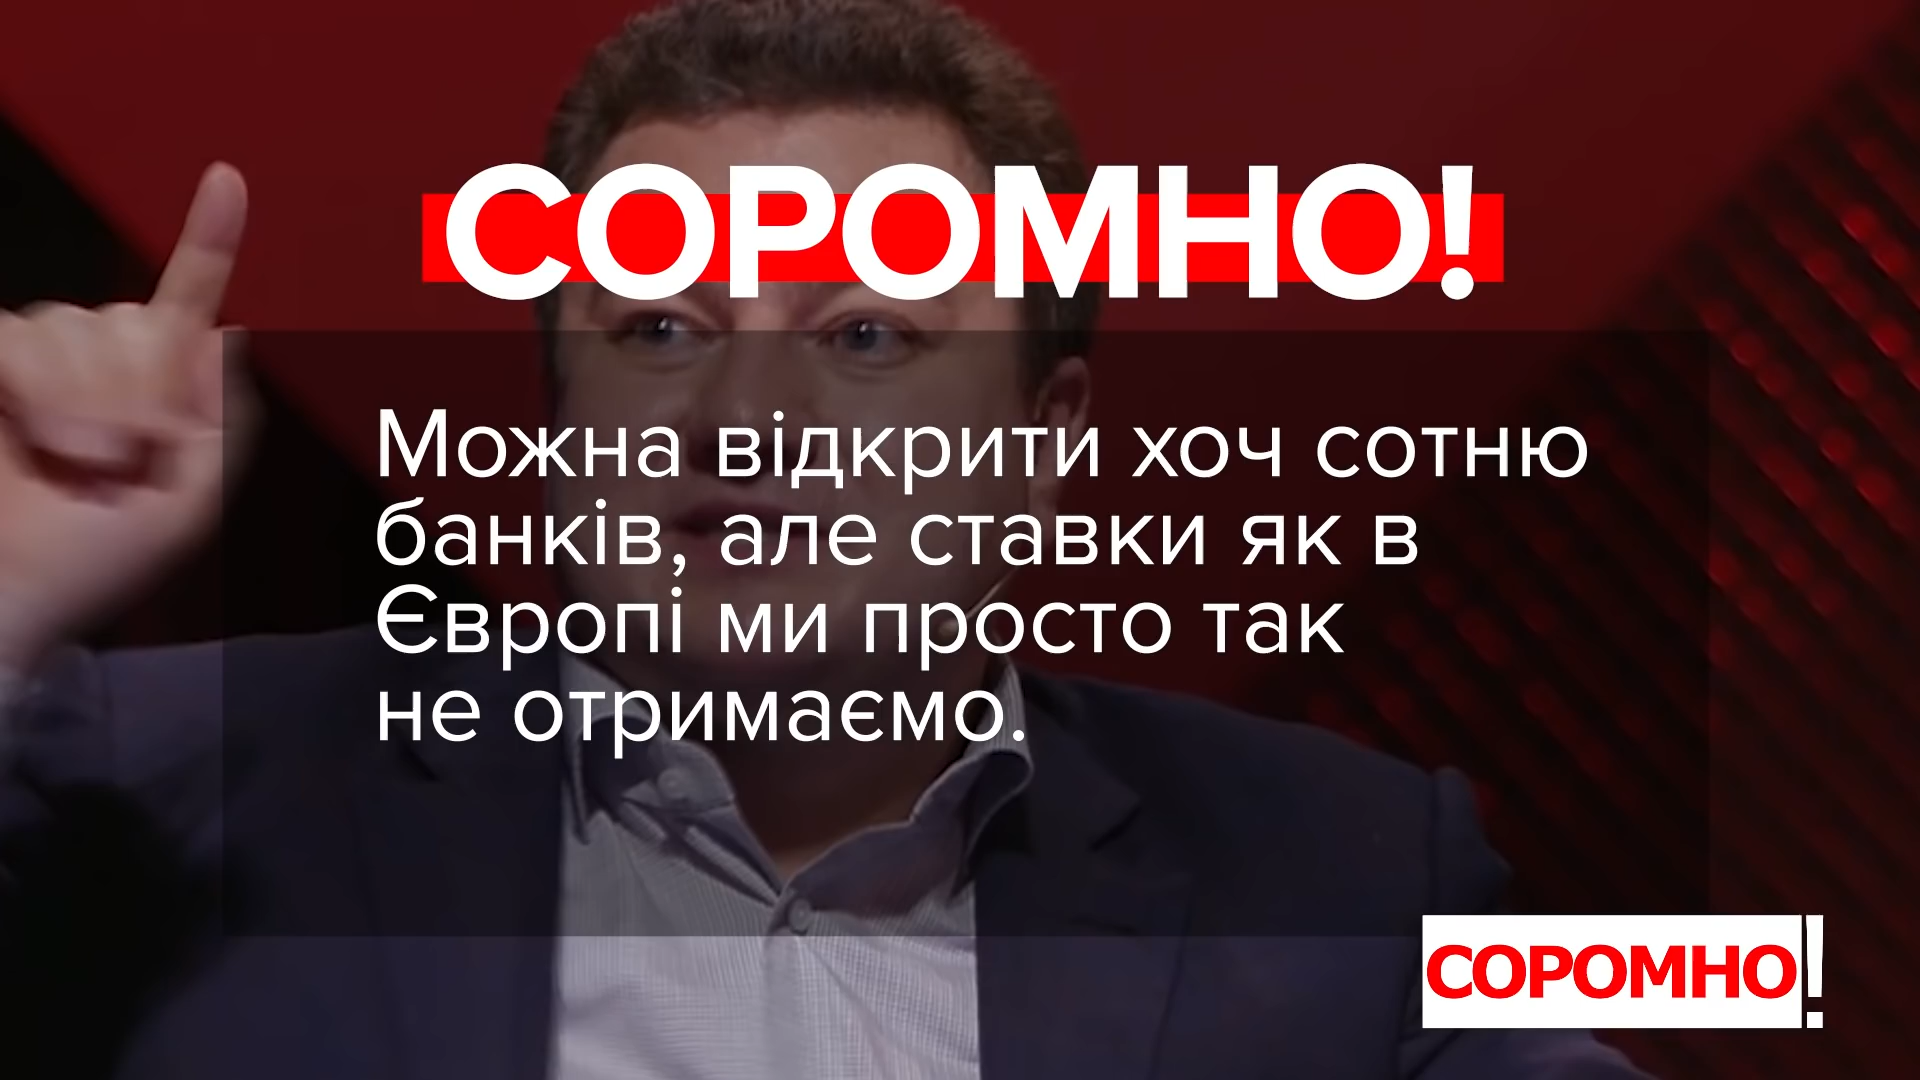 СОРОМНО!
Можна відкрити хоч сотню
банків, але ставки як в
Європі ми просто так
не отримаємо.
СОРОМНО!